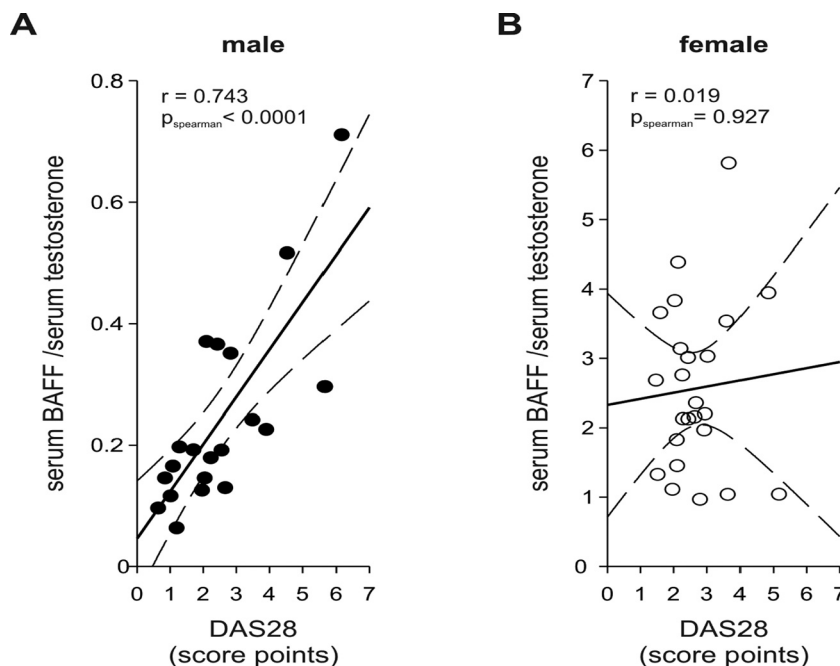 A
male
r = 0.743
pspearman< 0.0001
0.8
0.6
0.4
0.2
0
0 1 2 3 4 5 6 7
serum BAFF /serum testosterone
DAS28
(score points)
B
female
r = 0.019
pspearman= 0.927
7
6
5
4
3
2
1
0
0 1 2 3 4 5 6 7
serum BAFF /serum testosterone
DAS28
(score points)